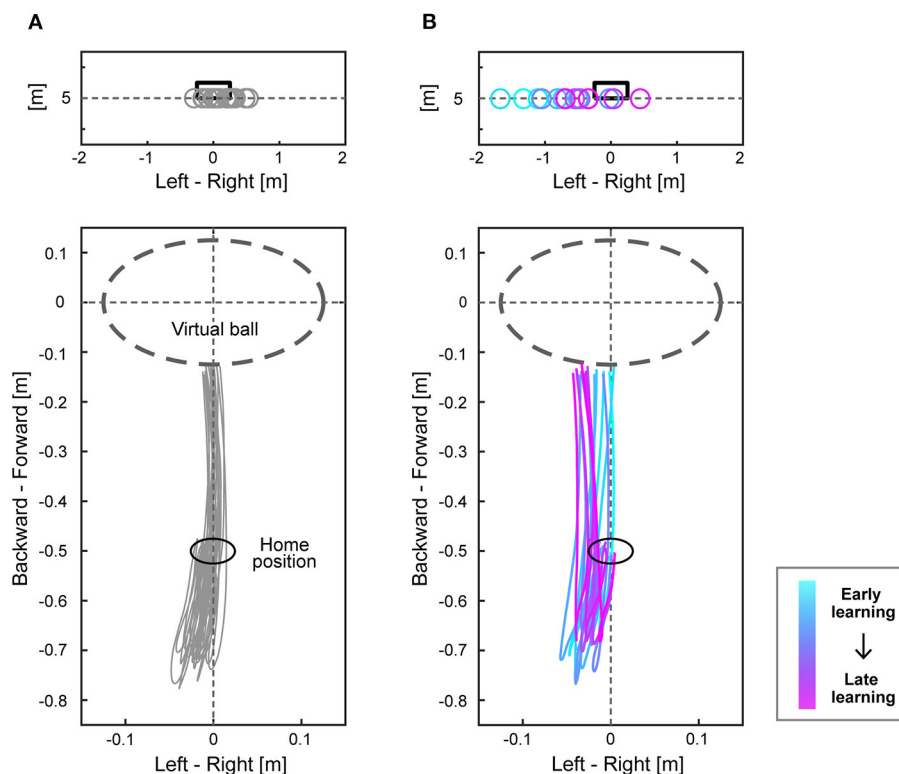 A
B
[m]
5
-2
-1
0
1
2
Left - Right [m]
[m]
5
-2
-1
0
1
2
Left - Right [m]
Backward - Forward [m]
0.1
0
-0.1
-0.2
-0.3
-0.4
-0.5
-0.6
-0.7
-0.8
Virtual ball
Home
position
-0.1
0
0.1
Left - Right [m]
Backward - Forward [m]
0.1
0
-0.1
-0.2
-0.3
-0.4
-0.5
-0.6
-0.7
-0.8
-0.1
0
0.1
Left - Right [m]
Early
learning
Late
learning